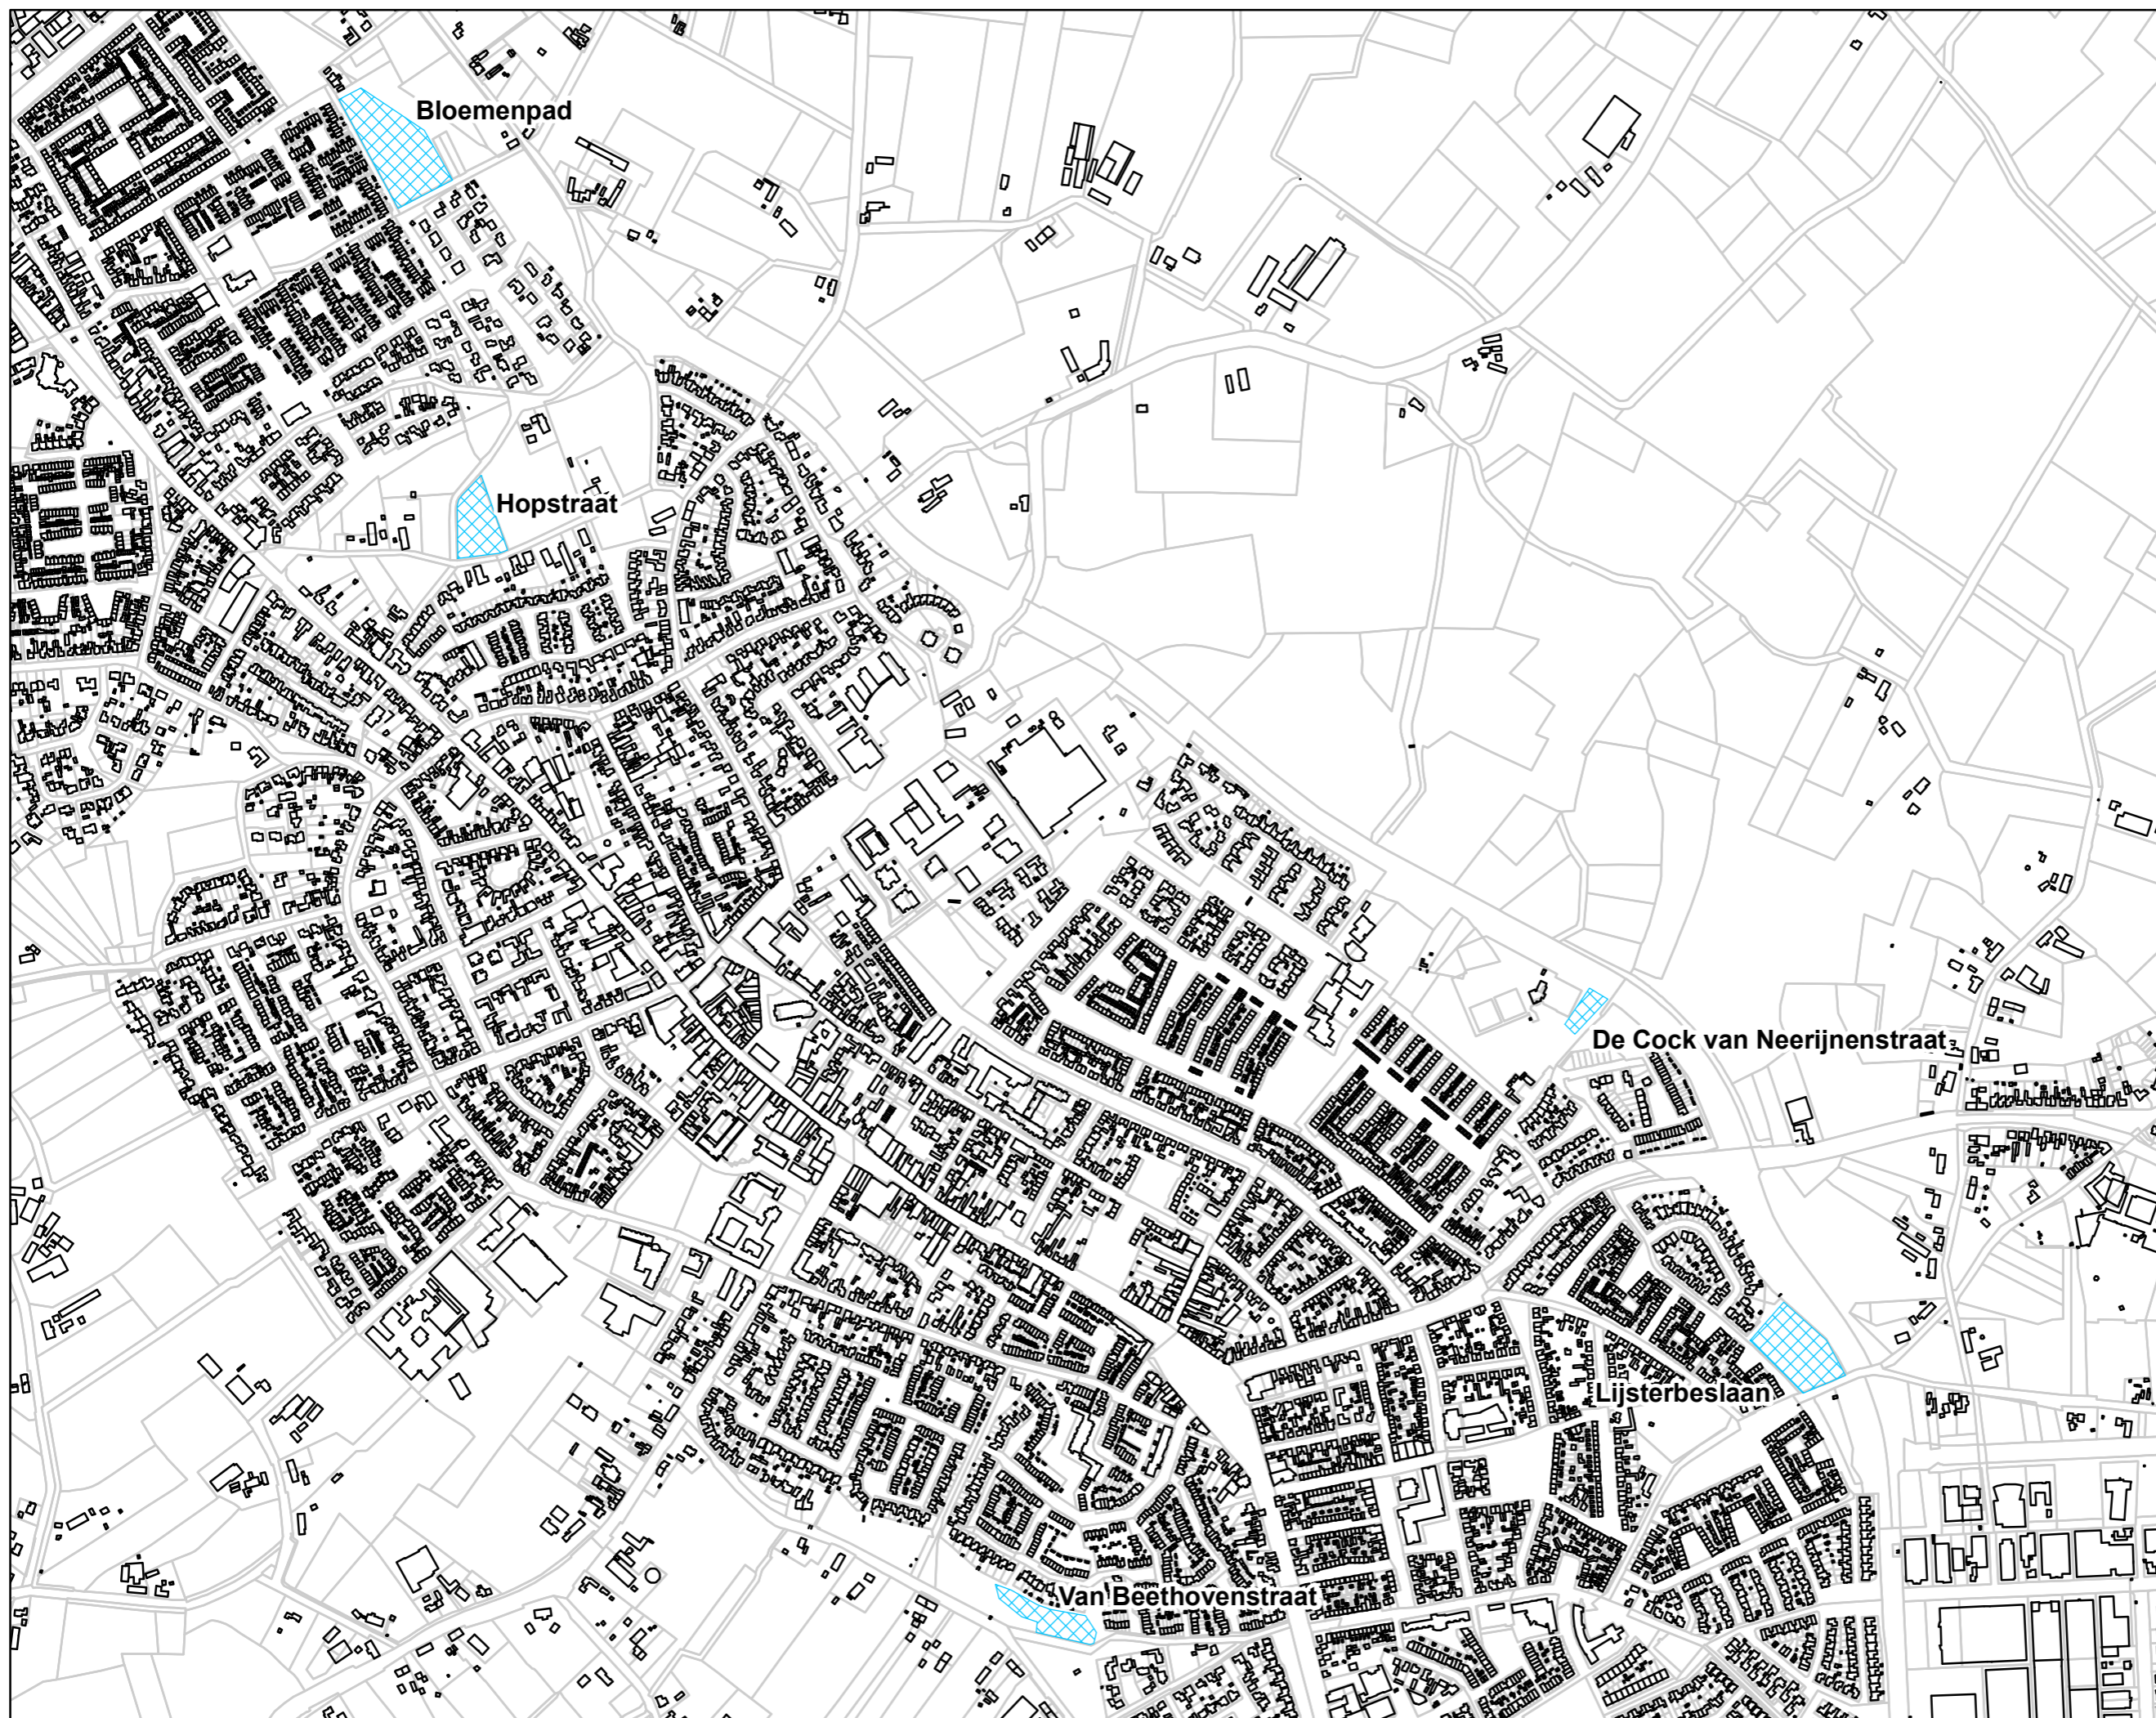 Bloemenpad
Hopstraat
De Cock van Neerijnenstraat
Lijsterbeslaan
Van Beethovenstraat